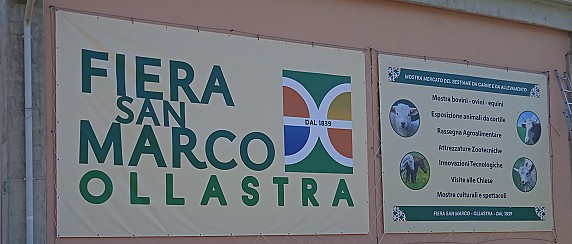 FIERA
SAN
MARCO
OLLASTRA
DAL 1839
MOSTRA MERCATO DEL BESTIAME DA CARNE E DA ALLEVAMENTO
Mostra bovini - ovini - equini
Esposizione animali da cortile
Rassegna Agroalimentare
Attrezzature Zootecniche
Innovazioni Tecnologiche
Visite alle Chiese
Mostre culturali e spettacoli
FIERA SAN MARCO - OLLASTRA - DAL 1839